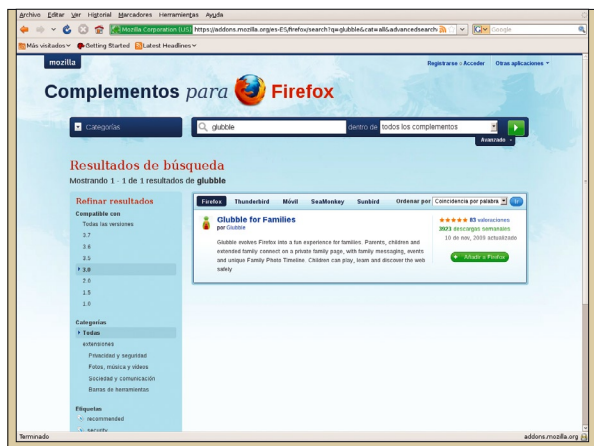 Archivo Editar Ver Historial Marcadores Herramientas Ayuda
Mozilla Corporation (US) https://addons.mozilla.org/es-ES/firefox/search?q=glubble&cat=all&advancedsearch Google
Más visitados Getting Started Latest Headlines
mozilla
Registrarse o Acceder Otras aplicaciones
Complementos para Firefox
Categorías
glubble dentro de todos los complementos
Avanzado
Resultados de búsqueda
Mostrando 1 - 1 de 1 resultados de glubble
Refinar resultados
Compatible con
Todas las versiones
3.7
3.6
3.5
3.0
2.0
1.5
1.0
Categorías
Todas
extensiones
Privacidad y seguridad
Fotos, música y vídeos
Sociedad y comunicación
Barras de herramientas
Etiquetas
recommended
security
Firefox Thunderbird Móvil SeaMonkey Sunbird Ordenar por Coincidencia por palabra Ir
Glubble for Families
por Glubble
Glubble evolves Firefox into a fun experience for families. Parents, children and
extended family connect on a private family page, with family messaging, events
and unique Family Photo Timeline. Children can play, learn and discover the web
safely
83 valoraciones
3923 descargas semanales
10 de nov, 2009 actualizado
Añadir a Firefox
Terminado addons.mozilla.org